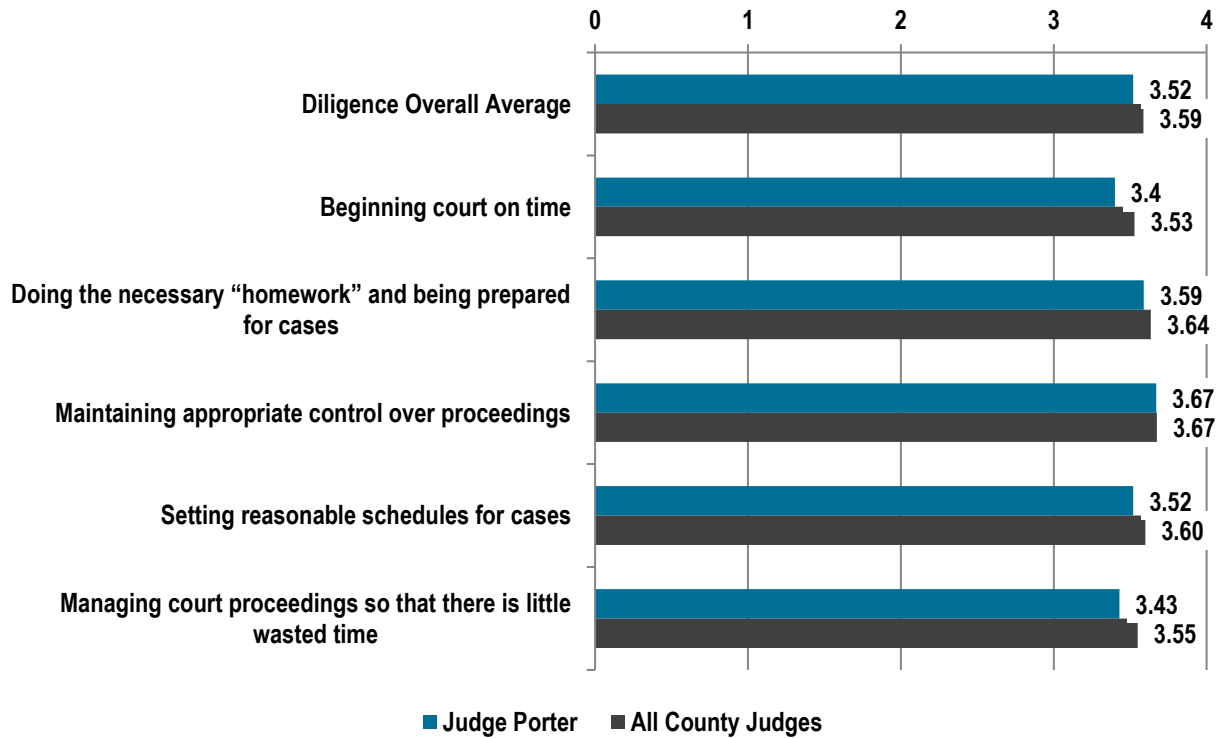 0 1 2 3 4
Diligence Overall Average
3.52
3.59
Beginning court on time
3.4
3.53
Doing the necessary “homework” and being prepared
for cases
3.59
3.64
Maintaining appropriate control over proceedings
3.67
3.67
Setting reasonable schedules for cases
3.52
3.60
Managing court proceedings so that there is little
wasted time
3.43
3.55
Judge Porter All County Judges